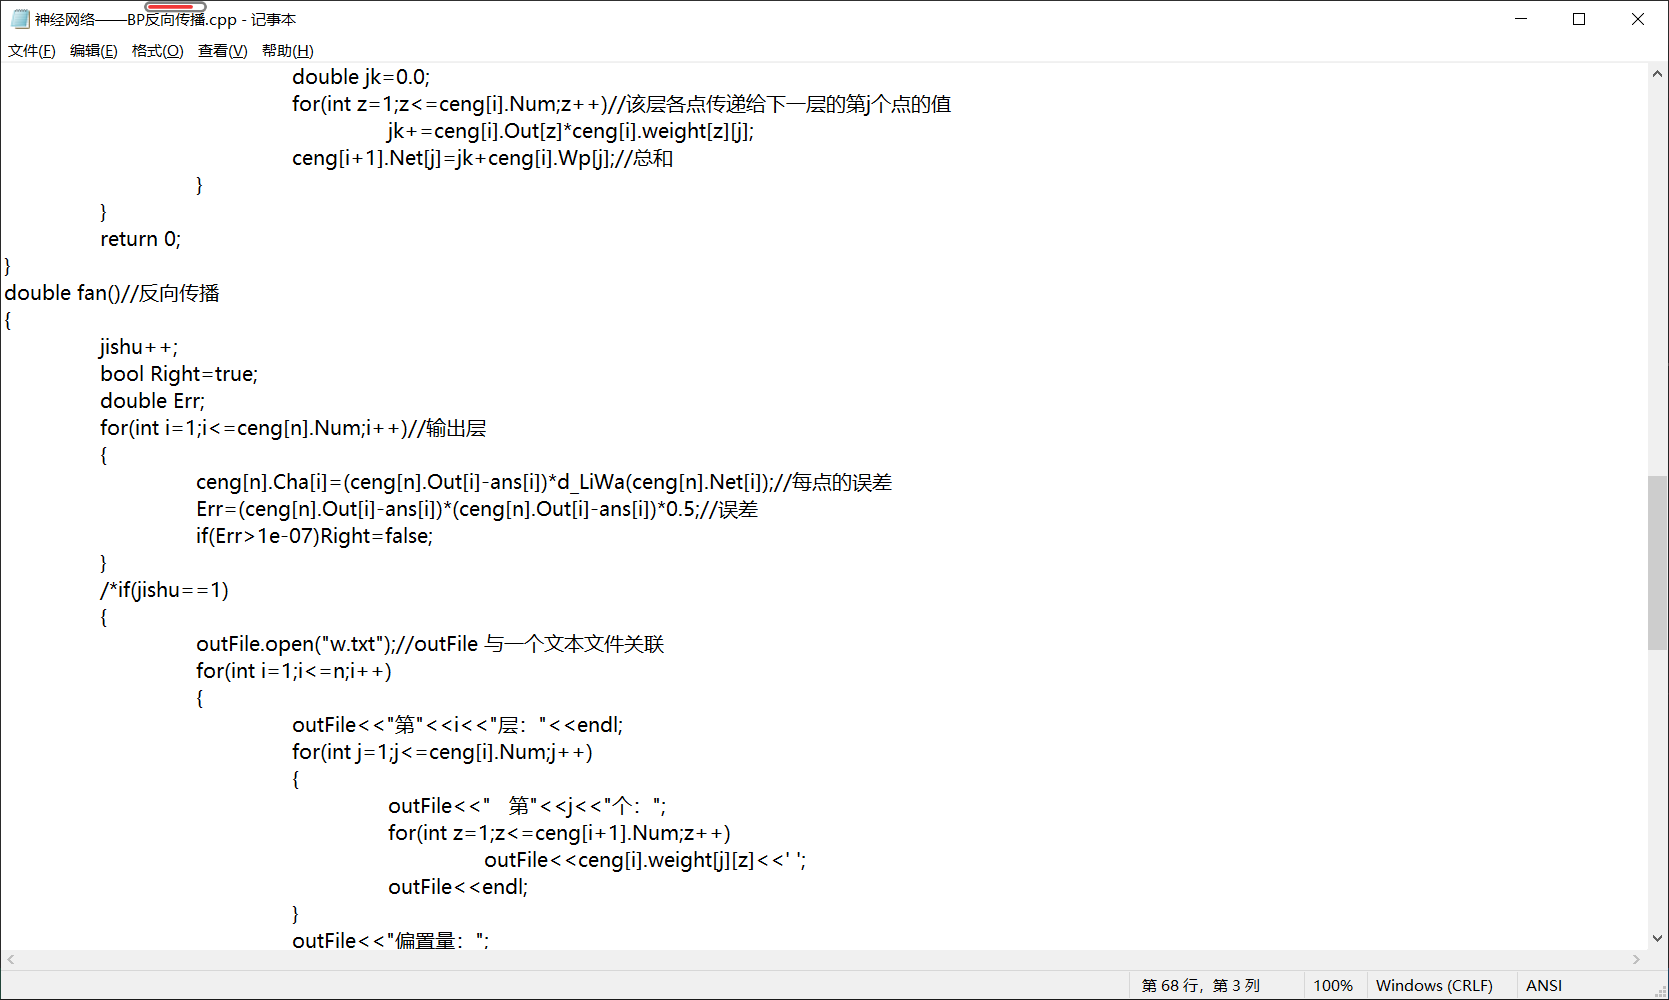 神经网络——BP反向传播.cpp - 记事本
文件(F) 编辑(E) 格式(O) 查看(V) 帮助(H)
double jk=0.0;
for(int z=1;z<=ceng[i].Num;z++)//该层各点传递给下一层的第j个点的值
jk+=ceng[i].Out[z]*ceng[i].weight[z][j];
ceng[i+1].Net[j]=jk+ceng[i].Wp[j];//总和
}
}
return 0;
}
double fan()//反向传播
{
jishu++;
bool Right=true;
double Err;
for(int i=1;i<=ceng[n].Num;i++)//输出层
{
ceng[n].Cha[i]=(ceng[n].Out[i]-ans[i])*d_LiWa(ceng[n].Net[i]);//每点的误差
Err=(ceng[n].Out[i]-ans[i])*(ceng[n].Out[i]-ans[i])*0.5;//误差
if(Err>1e-07)Right=false;
}
/*if(jishu==1)
{
outFile.open("w.txt");//outFile 与一个文本文件关联
for(int i=1;i<=n;i++)
{
outFile<<"第"<<i<<"层："<<endl;
for(int j=1;j<=ceng[i].Num;j++)
{
outFile<<"   第"<<j<<"个：";
for(int z=1;z<=ceng[i+1].Num;z++)
outFile<<ceng[i].weight[j][z]<<' ';
outFile<<endl;
}
outFile<<"偏置量：";
第 68 行，第 3 列 100% Windows (CRLF) ANSI